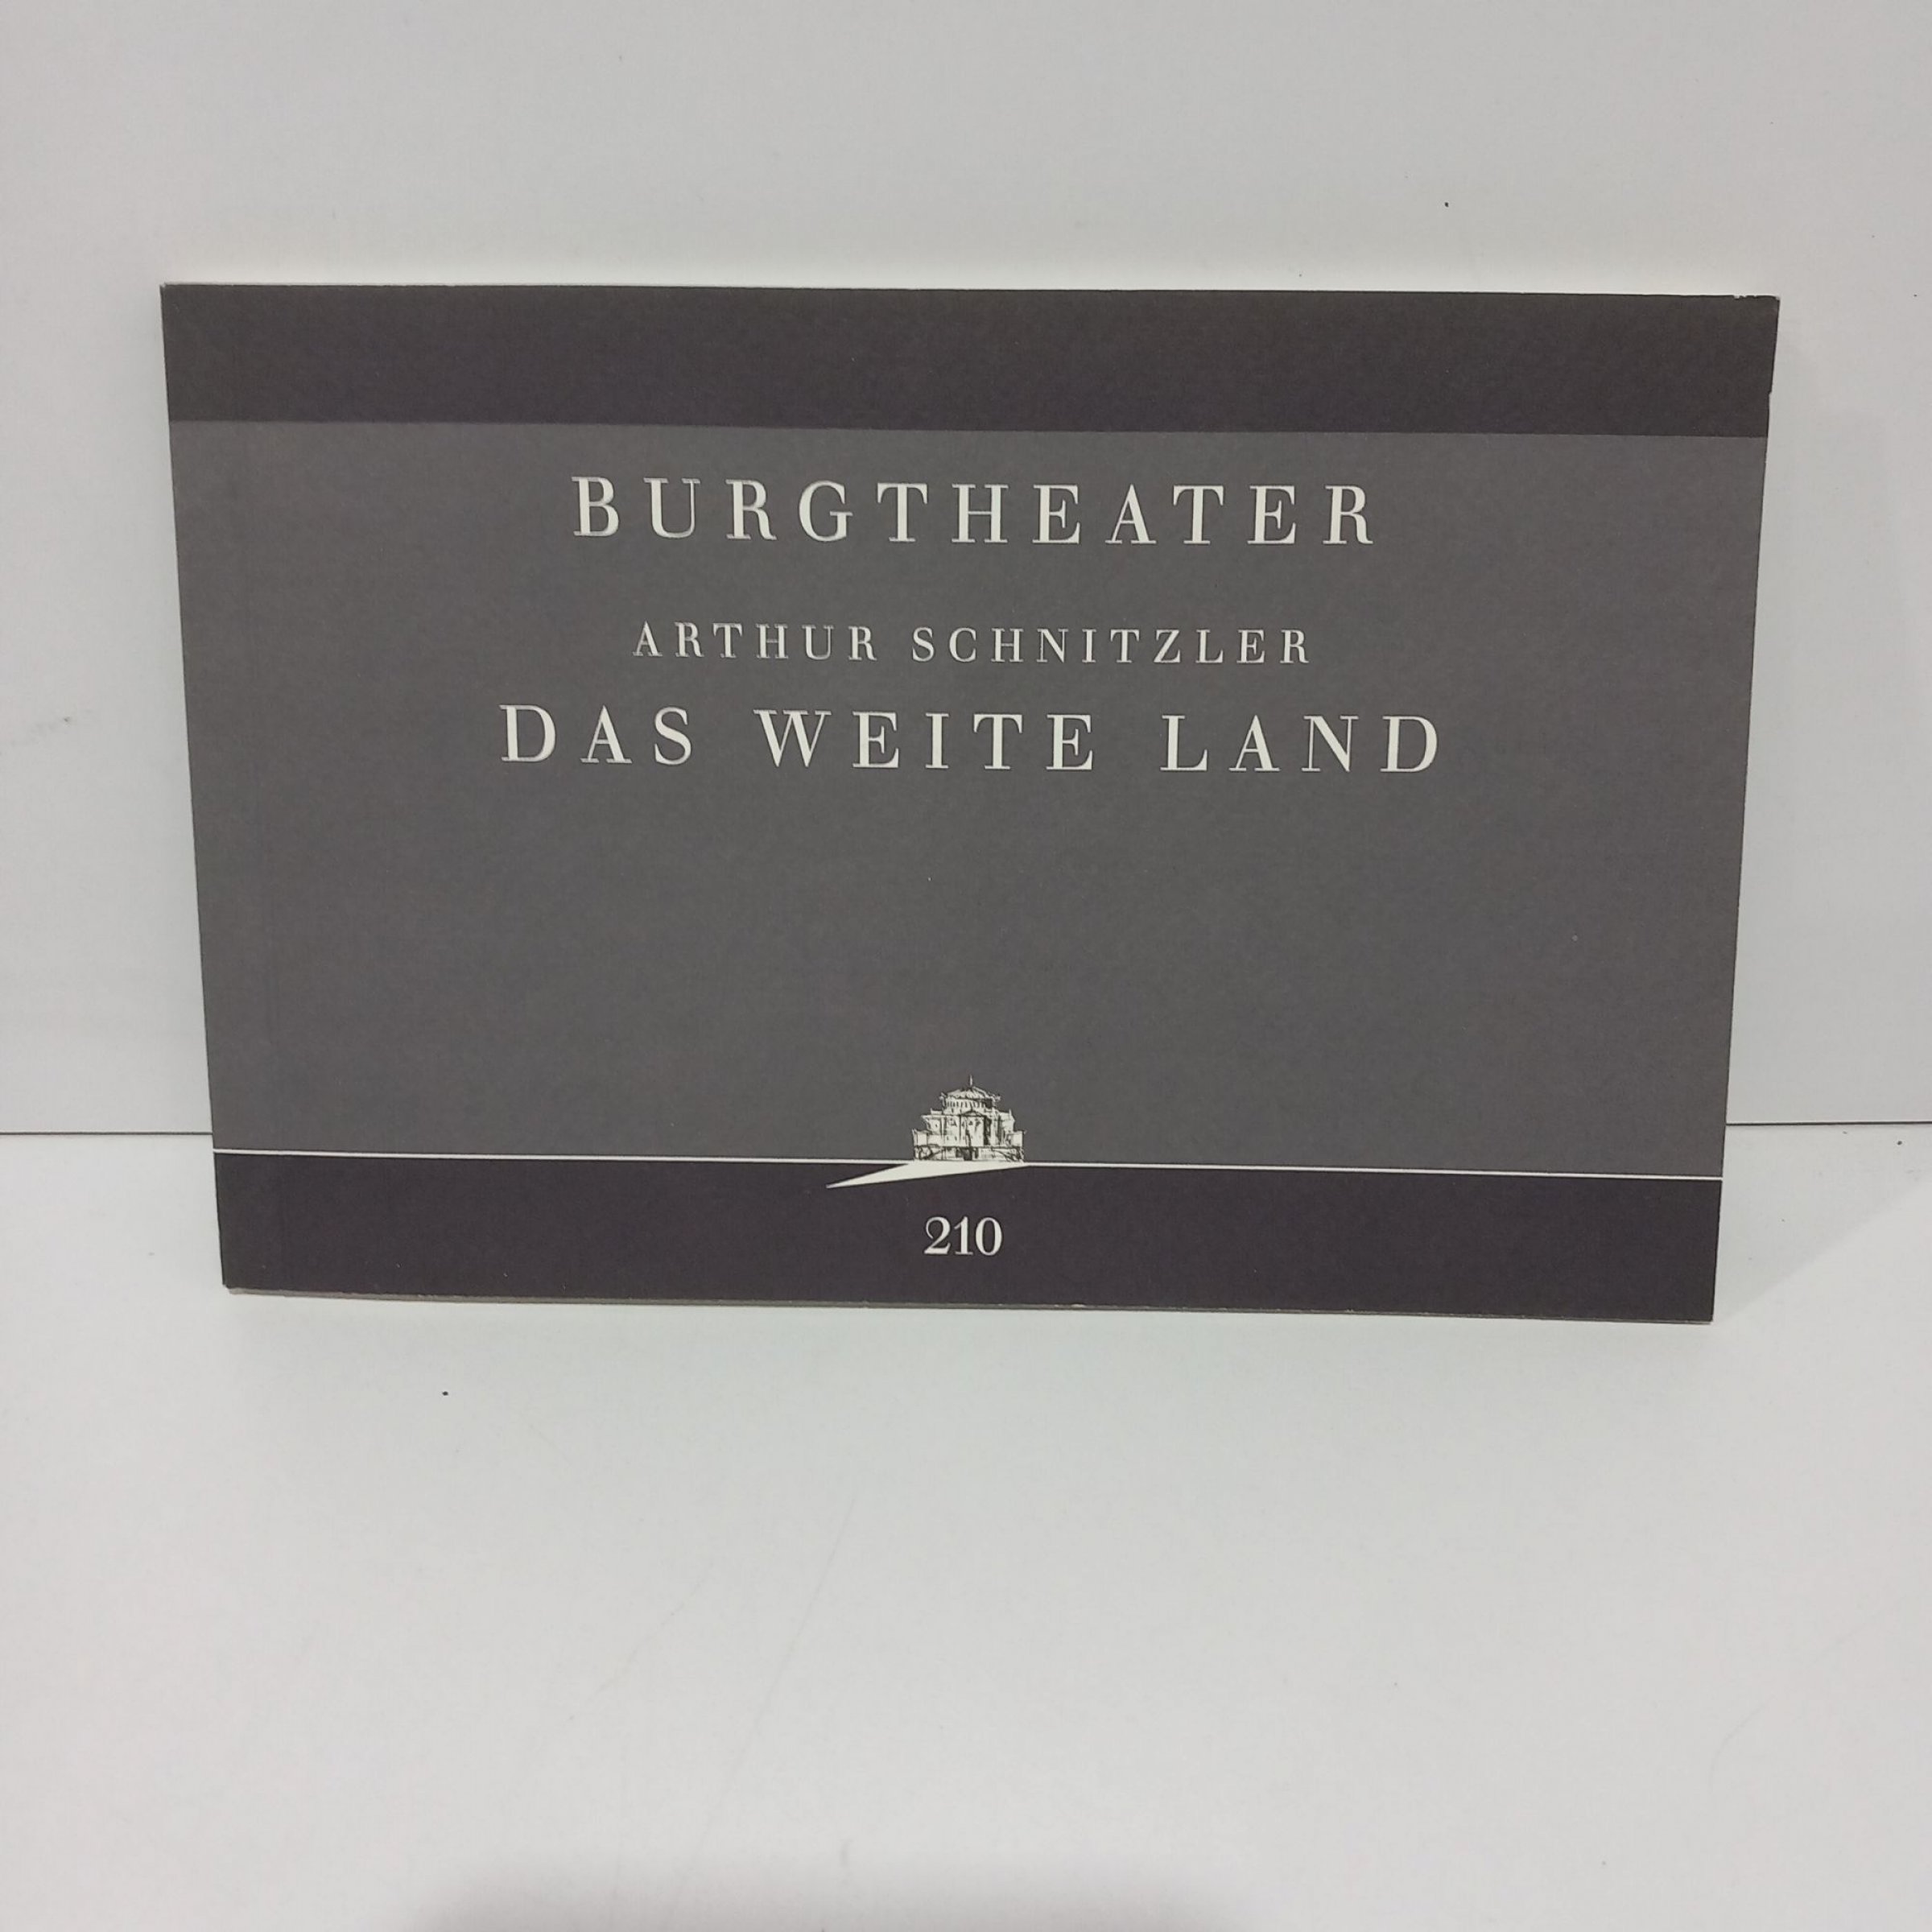 BURGTHEATER
ARTHUR SCHNITZLER
DAS WEITE LAND
210